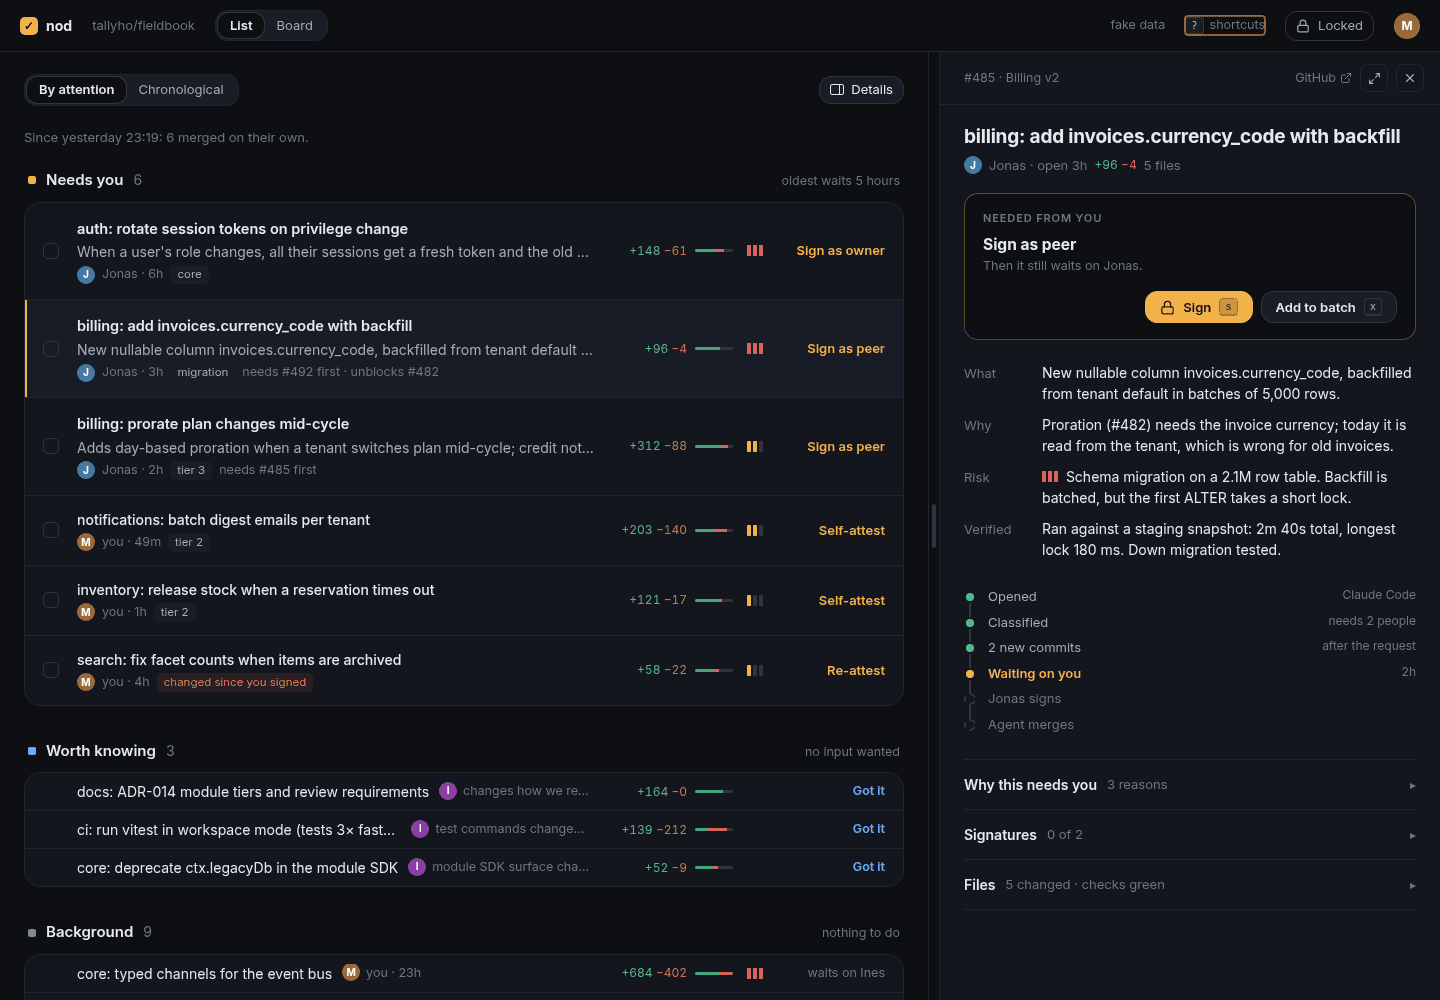 nod
tallyho/fieldbook
List
Board
fake data
? shortcuts
Locked
M
By attention
Chronological
Details
Since yesterday 23:19: 6 merged on their own.
Needs you 6
oldest waits 5 hours
auth: rotate session tokens on privilege change
When a user's role changes, all their sessions get a fresh token and the old ...
J Jonas · 6h core
+148 −61
Sign as owner
billing: add invoices.currency_code with backfill
New nullable column invoices.currency_code, backfilled from tenant default ...
J Jonas · 3h migration needs #492 first · unblocks #482
+96 −4
Sign as peer
billing: prorate plan changes mid-cycle
Adds day-based proration when a tenant switches plan mid-cycle; credit not...
J Jonas · 2h tier 3 needs #485 first
+312 −88
Sign as peer
notifications: batch digest emails per tenant
M you · 49m tier 2
+203 −140
Self-attest
inventory: release stock when a reservation times out
M you · 1h tier 2
+121 −17
Self-attest
search: fix facet counts when items are archived
M you · 4h changed since you signed
+58 −22
Re-attest
Worth knowing 3
no input wanted
docs: ADR-014 module tiers and review requirements I changes how we re... +164 −0 Got it
ci: run vitest in workspace mode (tests 3× fast... I test commands change... +139 −212 Got it
core: deprecate ctx.legacyDb in the module SDK I module SDK surface cha... +52 −9 Got it
Background 9
nothing to do
core: typed channels for the event bus M you · 23h +684 −402 waits on Ines
#485 · Billing v2
GitHub
billing: add invoices.currency_code with backfill
J Jonas · open 3h +96 −4 5 files
NEEDED FROM YOU
Sign as peer
Then it still waits on Jonas.
Sign s
Add to batch x
What
New nullable column invoices.currency_code, backfilled
from tenant default in batches of 5,000 rows.
Why
Proration (#482) needs the invoice currency; today it is
read from the tenant, which is wrong for old invoices.
Risk
Schema migration on a 2.1M row table. Backfill is
batched, but the first ALTER takes a short lock.
Verified
Ran against a staging snapshot: 2m 40s total, longest
lock 180 ms. Down migration tested.
Opened Claude Code
Classified needs 2 people
2 new commits after the request
Waiting on you 2h
Jonas signs
Agent merges
Why this needs you 3 reasons
Signatures 0 of 2
Files 5 changed · checks green